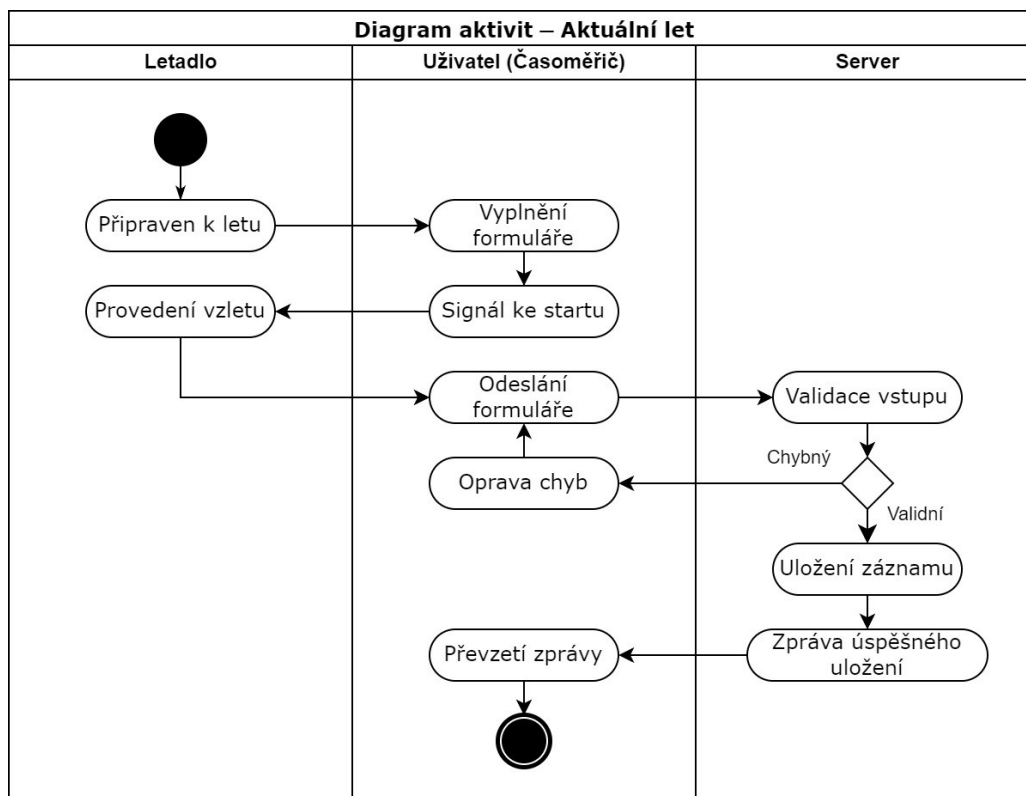 Diagram aktivit – Aktuální let
Letadlo
Uživatel (Časoměřič)
Server
Připraven k letu
Vyplnění
formuláře
Provedení vzletu
Signál ke startu
Odeslání
formuláře
Validace vstupu
Chybný
Oprava chyb
Validní
Uložení záznamu
Převzetí zprávy
Zpráva úspěšného
uložení